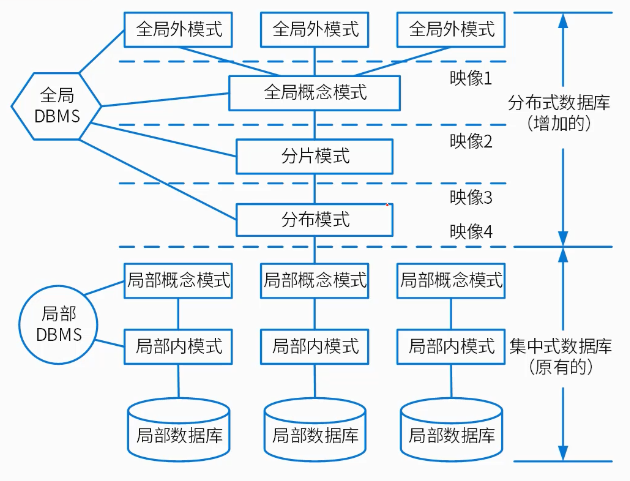 全局外模式
全局外模式
全局外模式
映像1
全局
DBMS
全局概念模式
分布式数据库
（增加的）
映像2
分片模式
映像3
分布模式
映像4
局部概念模式
局部概念模式
局部概念模式
局部
DBMS
局部内模式
局部内模式
局部内模式
集中式数据库
（原有的）
局部数据库
局部数据库
局部数据库